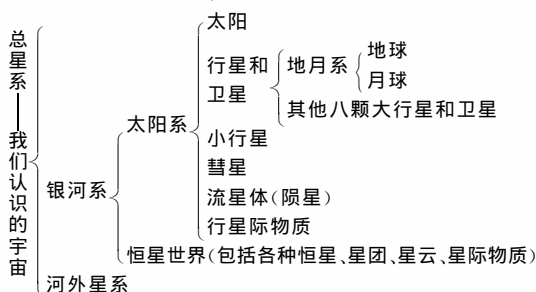 总星系——我们认识的宇宙
银河系
太阳系
太阳
行星和
卫星
地月系
地球
月球
其他八颗大行星和卫星
小行星
彗星
流星体(陨星)
行星际物质
恒星世界(包括各种恒星、星团、星云、星际物质)
河外星系